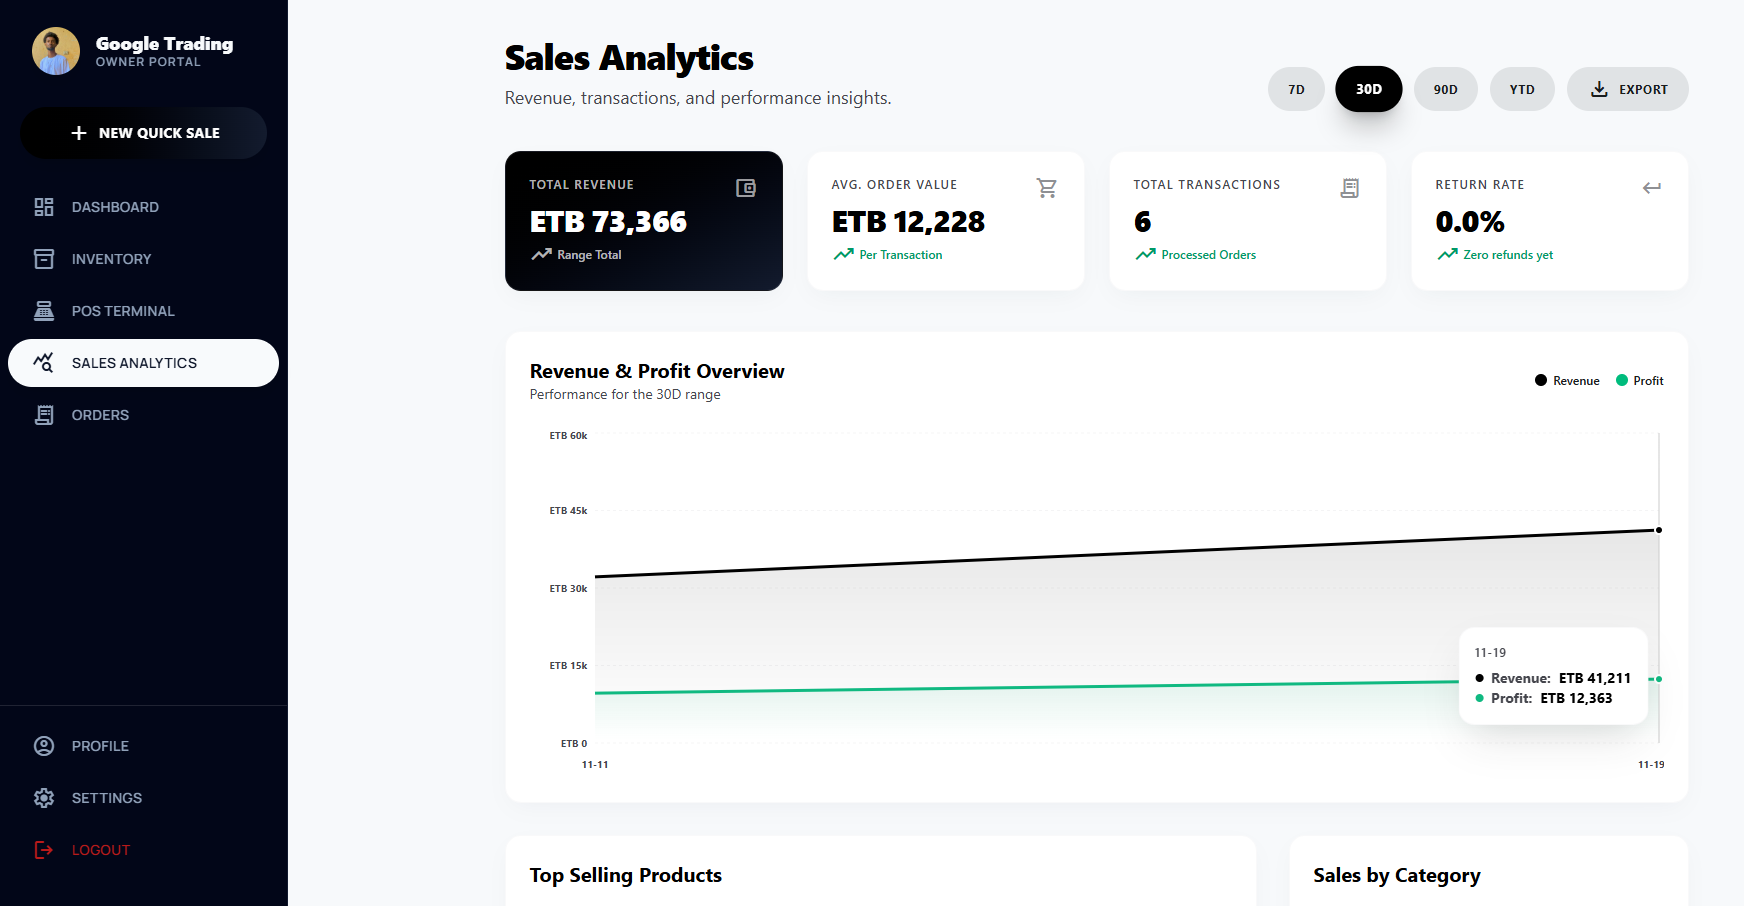 Google Trading
OWNER PORTAL
NEW QUICK SALE
DASHBOARD
INVENTORY
POS TERMINAL
SALES ANALYTICS
ORDERS
PROFILE
SETTINGS
LOGOUT
Sales Analytics
Revenue, transactions, and performance insights.
7D
30D
90D
YTD
EXPORT
TOTAL REVENUE
ETB 73,366
Range Total
AVG. ORDER VALUE
ETB 12,228
Per Transaction
TOTAL TRANSACTIONS
6
Processed Orders
RETURN RATE
0.0%
Zero refunds yet
Revenue & Profit Overview
Performance for the 30D range
Revenue
Profit
ETB 60k
ETB 45k
ETB 30k
ETB 15k
ETB 0
11-11
11-19
11-19
Revenue: ETB 41,211
Profit: ETB 12,363
Top Selling Products
Sales by Category